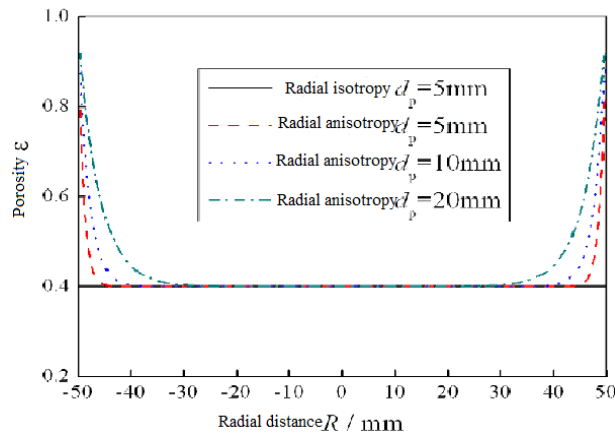 1.0
0.8
0.6
0.4
0.2
Porosity ε
Radial isotropy d_p=5mm
Radial anisotropy d_p=5mm
Radial anisotropy d_p=10mm
Radial anisotropy d_p=20mm
-50 -40 -30 -20 -10 0 10 20 30 40 50
Radial distance R / mm